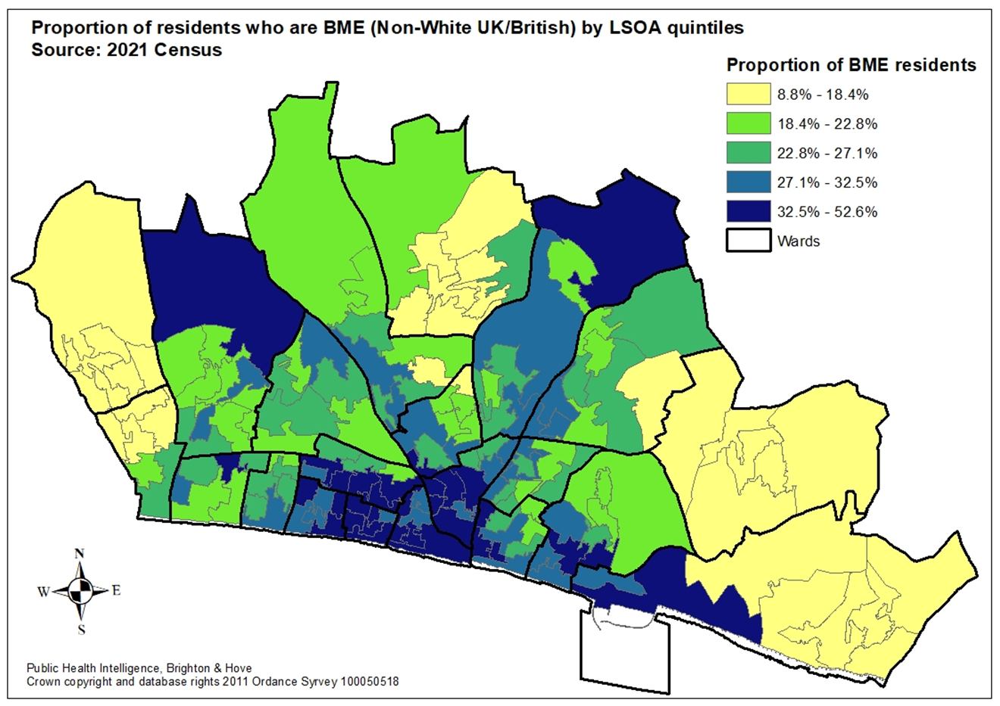 Proportion of residents who are BME (Non-White UK/British) by LSOA quintiles
Source: 2021 Census
Proportion of BME residents
8.8% - 18.4%
18.4% - 22.8%
22.8% - 27.1%
27.1% - 32.5%
32.5% - 52.6%
Wards
N
W
E
S
Public Health Intelligence, Brighton & Hove
Crown copyright and database rights 2011 Ordance Syrvey 100050518